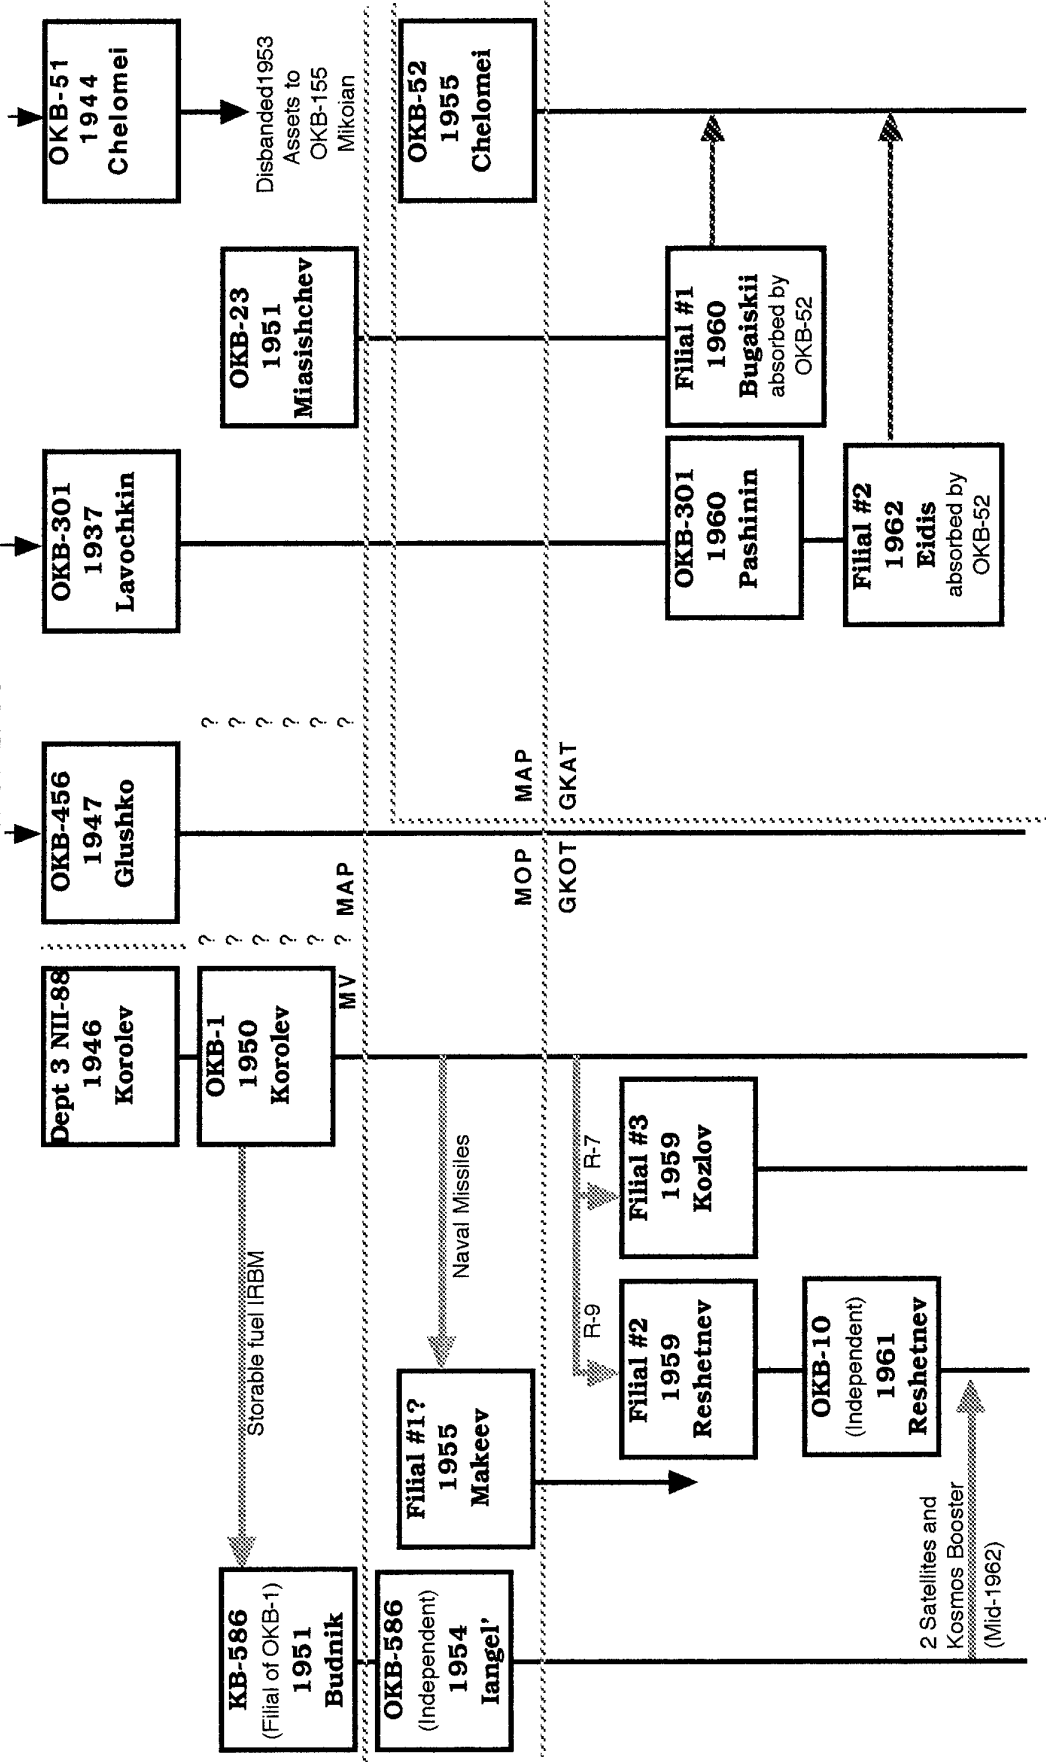 OKB-51
1944
Chelomei
Disbanded1953
Assets to
OKB-155
Mikoian
OKB-52
1955
Chelomei
OKB-23
1951
Miasishchev
Filial #1
1960
Bugaiskii
absorbed by
OKB-52
OKB-301
1937
Lavochkin
OKB-301
1960
Pashinin
Filial #2
1962
Eidis
absorbed by
OKB-52
? ? ? ? ? ?
OKB-456
1947
Glushko
MAP
GKAT
MAP
MOP
GKOT
? ? ? ? ? ?
Dept 3 NII-88
1946
Korolev
OKB-1
1950
Korolev
MV
Storable fuel IRBM
Naval Missiles
R-7
R-9
Filial #3
1959
Kozlov
Filial #2
1959
Reshetnev
OKB-10
(Independent)
1961
Reshetnev
Filial #1?
1955
Makeev
KB-586
(Filial of OKB-1)
1951
Budnik
OKB-586
(Independent)
1954
Iangel'
2 Satellites and
Kosmos Booster
(Mid-1962)